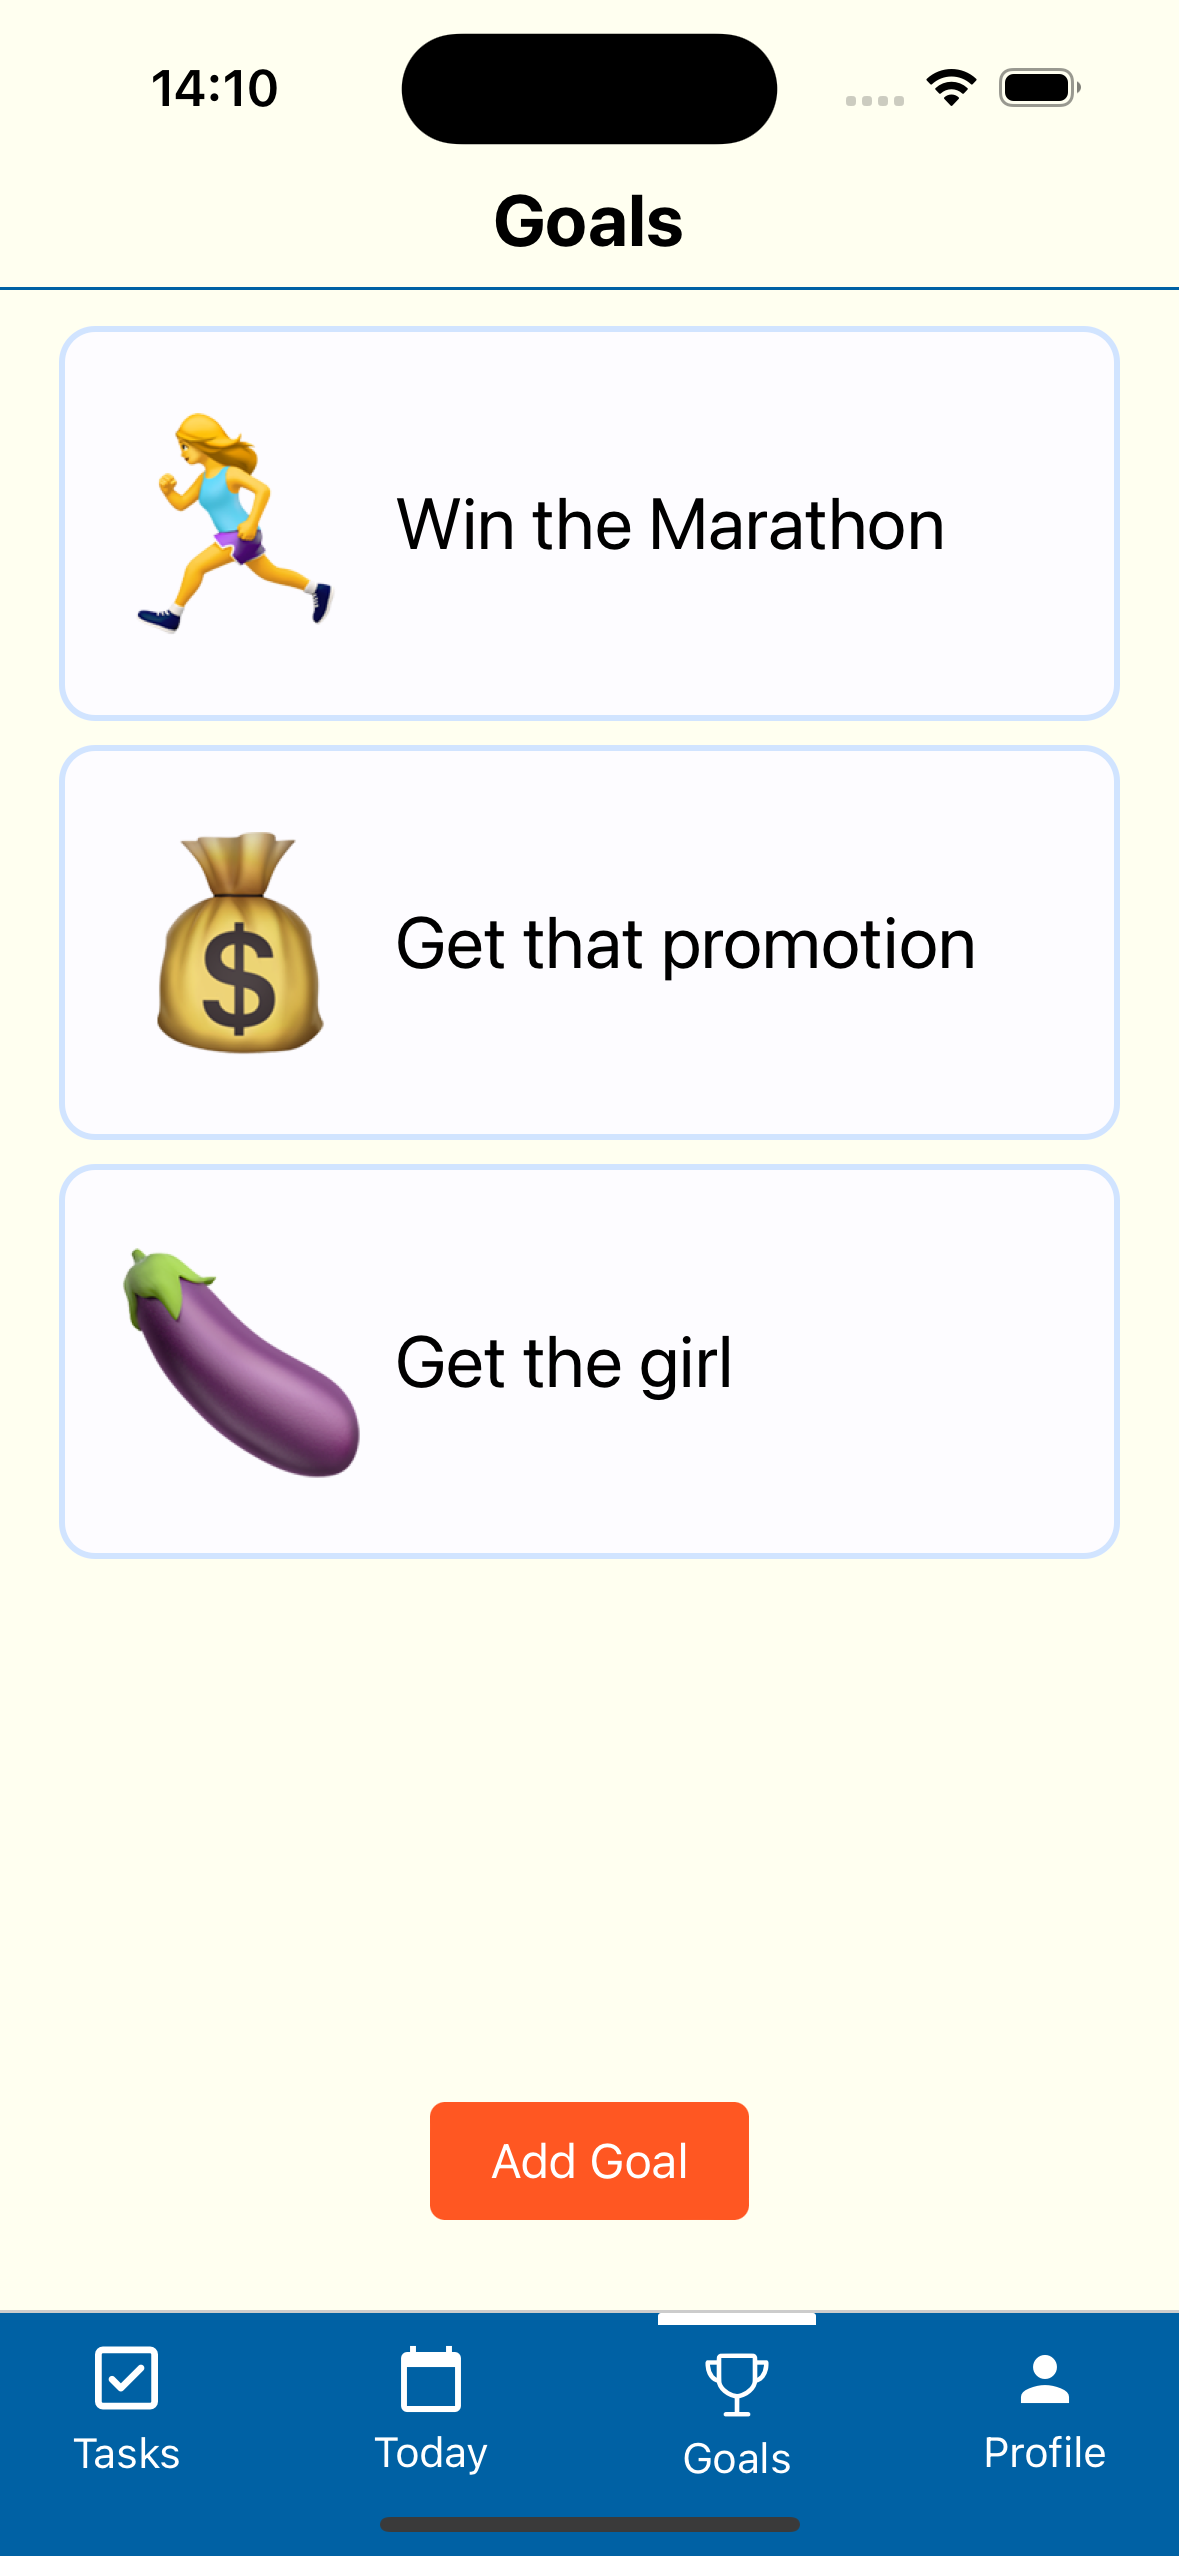 14:10
Goals
Win the Marathon
$
Get that promotion
Get the girl
Add Goal
Tasks
Today
Goals
Profile